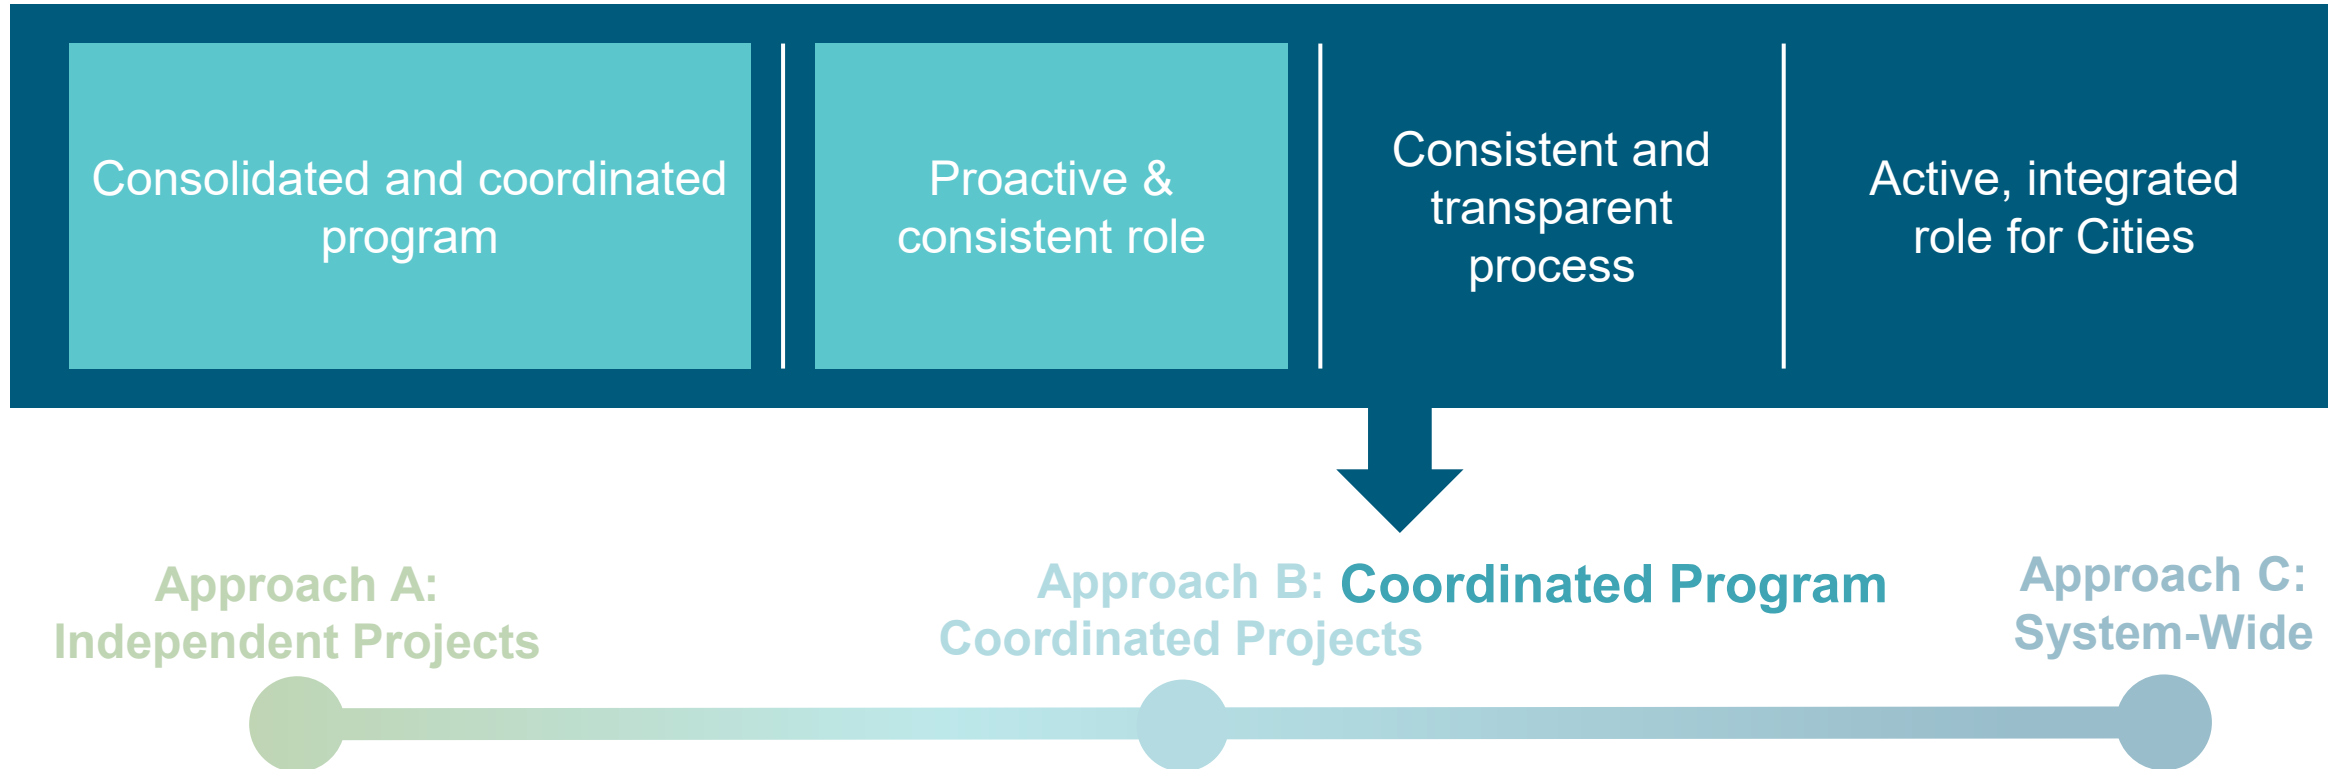 Consolidated and coordinated
program
Proactive &
consistent role
Consistent and
transparent
process
Active, integrated
role for Cities
Approach A:
Independent Projects
Approach B:
Coordinated Projects
Coordinated Program
Approach C:
System-Wide